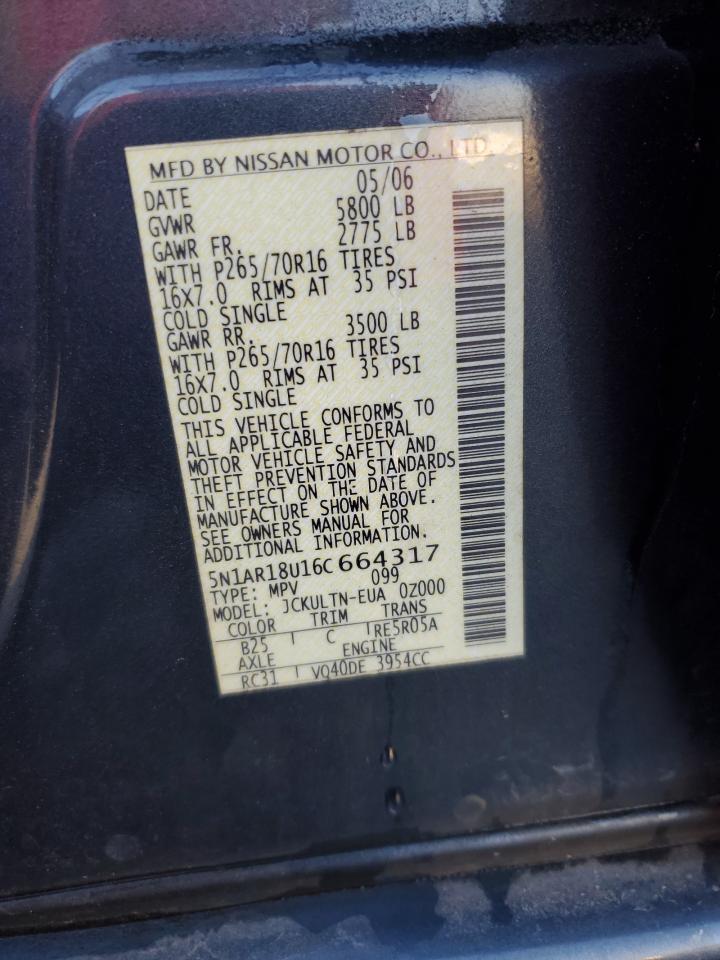 MFD BY NISSAN MOTOR CO., LTD.
DATE 05/06
GVWR 5800 LB
GAWR FR. 2775 LB
WITH P265/70R16 TIRES
16X7.0 RIMS AT 35 PSI
COLD SINGLE
GAWR RR. 3500 LB
WITH P265/70R16 TIRES
16X7.0 RIMS AT 35 PSI
COLD SINGLE
THIS VEHICLE CONFORMS TO
ALL APPLICABLE FEDERAL
MOTOR VEHICLE SAFETY AND
THEFT PREVENTION STANDARDS
IN EFFECT ON THE DATE OF
MANUFACTURE SHOWN ABOVE.
SEE OWNERS MANUAL FOR
ADDITIONAL INFORMATION.
5N1AR18U16C 664317
TYPE: MPV 099
MODEL: JCKULTN-EUA 0Z000
COLOR TRIM TRANS
B25 C RE5R05A
AXLE ENGINE
RC31 VQ40DE 3954CC